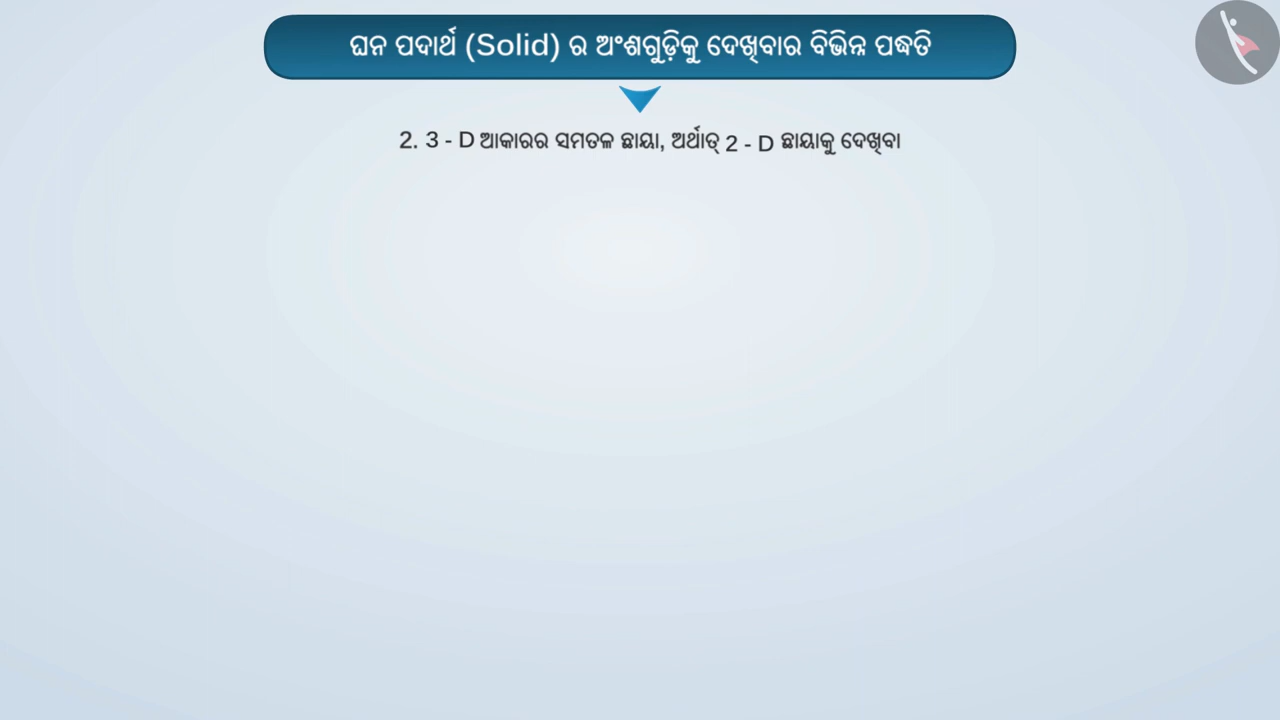 ଘନ ପଦାର୍ଥ (Solid) ର ଅଂଶଗୁଡ଼ିକୁ ଦେଖିବାର ବିଭିନ୍ନ ପଦ୍ଧତି
2. 3 - D ଆକାରର ସମତଳ ଛାୟା, ଅର୍ଥାତ୍ 2 - D ଛାୟାକୁ ଦେଖିବା